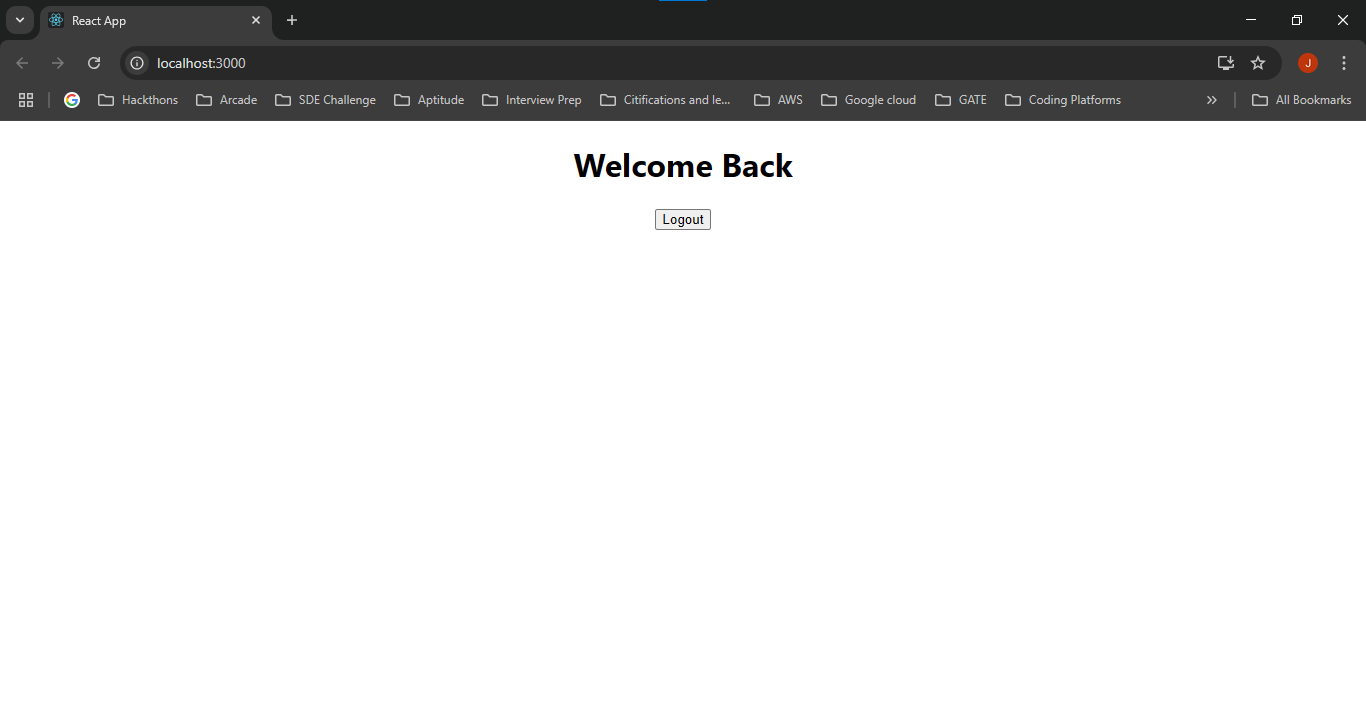 React App
localhost:3000
J
Hackthons Arcade SDE Challenge Aptitude Interview Prep Citifications and le... AWS Google cloud GATE Coding Platforms » All Bookmarks
Welcome Back
Logout